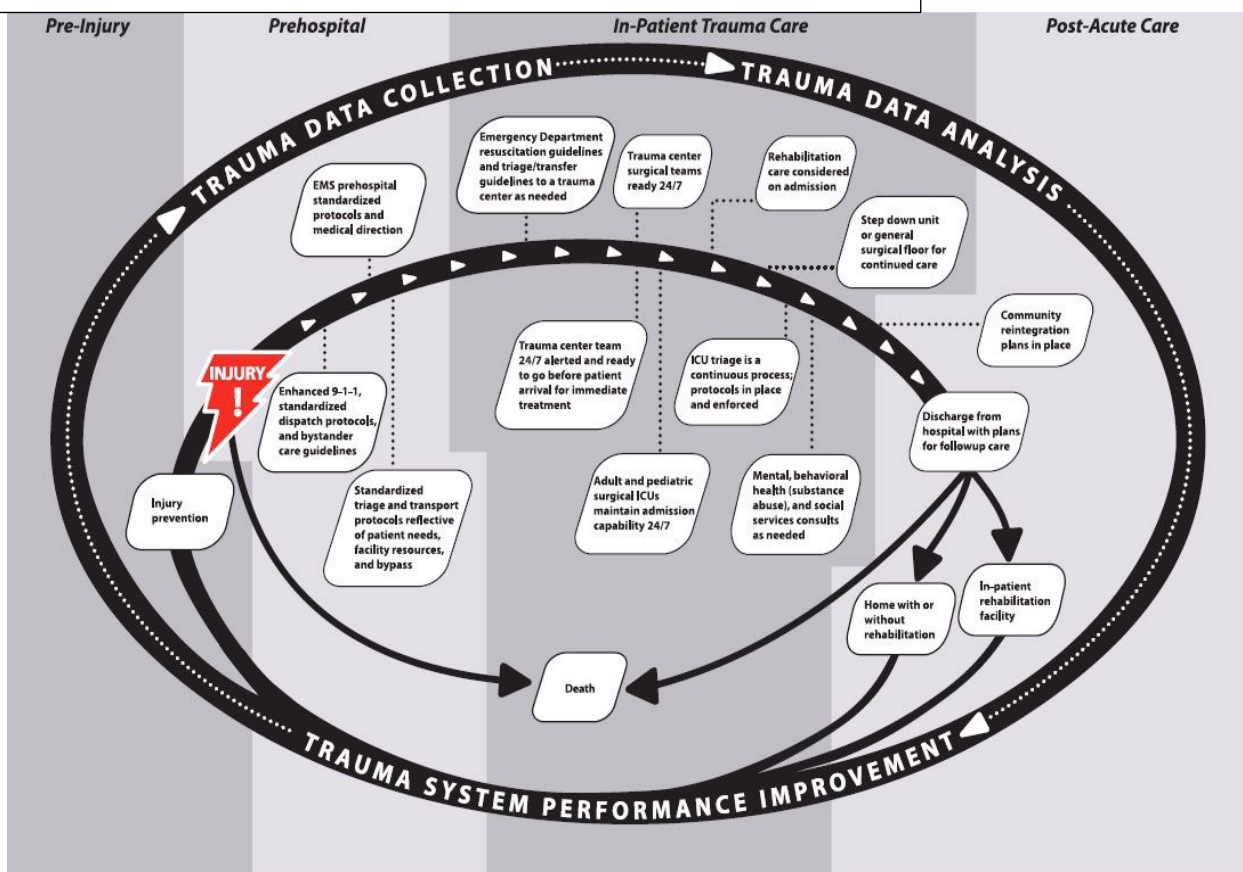 Pre-Injury
Prehospital
In-Patient Trauma Care
Post-Acute Care
TRAUMA DATA COLLECTION
TRAUMA DATA ANALYSIS
Emergency Department
resuscitation guidelines
and triage/transfer
guidelines to a trauma
center as needed
Trauma center
surgical teams
ready 24/7
Rehabilitation
care considered
on admission
EMS prehospital
standardized
protocols and
medical direction
Step down unit
or general
surgical floor for
continued care
Community
reintegration
plans in place
Trauma center team
24/7 alerted and ready
to go before patient
arrival for immediate
treatment
ICU triage is a
continuous process;
protocols in place
and enforced
INJURY
!
Enhanced 9-1-1,
standardized
dispatch protocols,
and bystander
care guidelines
Discharge from
hospital with plans
for followup care
Injury
prevention
Standardized
triage and transport
protocols reflective
of patient needs,
facility resources,
and bypass
Adult and pediatric
surgical ICUs
maintain admission
capability 24/7
Mental, behavioral
health (substance
abuse), and social
services consults
as needed
Home with or
without
rehabilitation
In-patient
rehabilitation
facility
Death
TRAUMA SYSTEM PERFORMANCE IMPROVEMENT